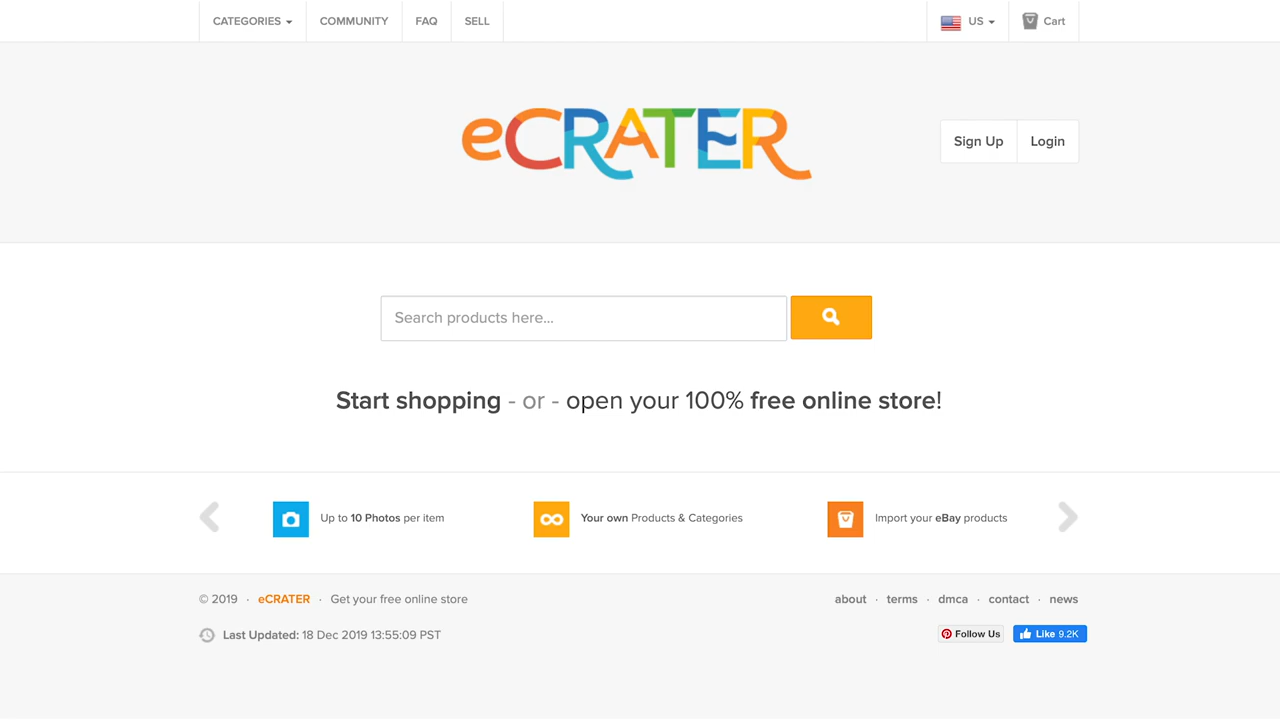 CATEGORIES COMMUNITY FAQ SELL US Cart
eCRATER
Sign Up Login
Search products here...
Start shopping - or - open your 100% free online store!
Up to 10 Photos per item Your own Products & Categories Import your eBay products
© 2019 · eCRATER · Get your free online store about · terms · dmca · contact · news
Last Updated: 18 Dec 2019 13:55:09 PST Follow Us Like 9.2K